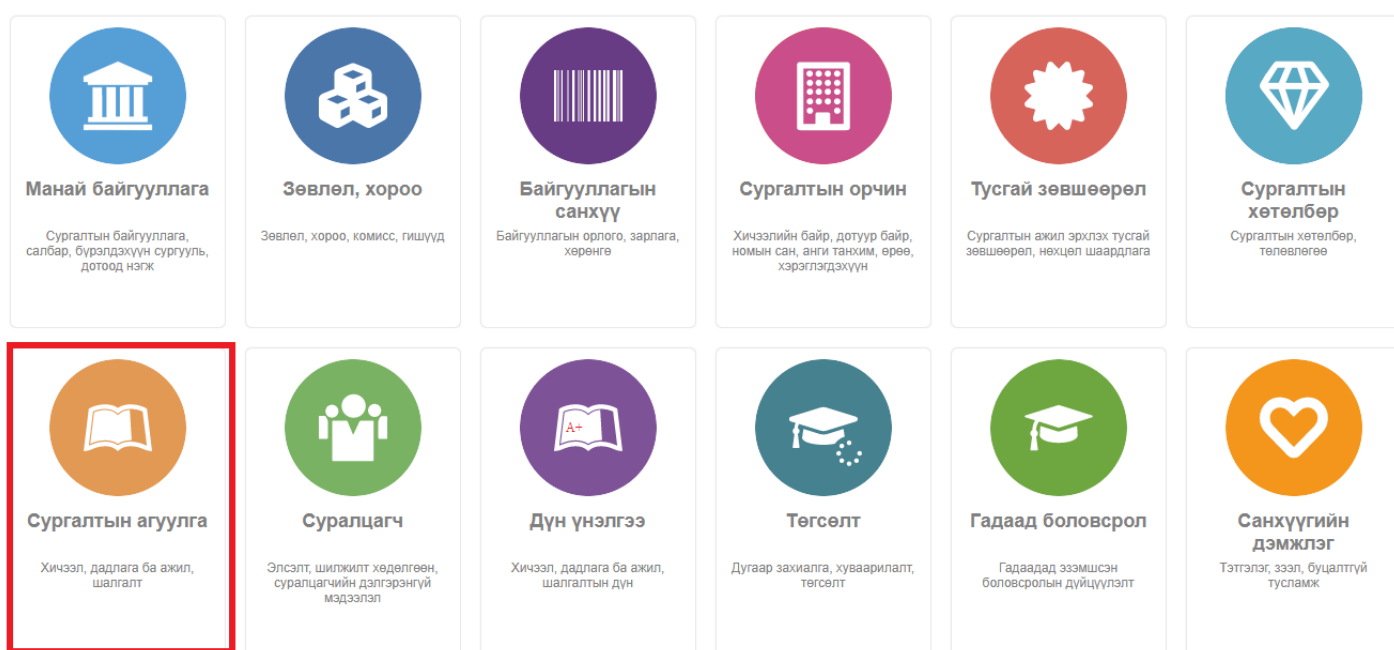 Манай байгууллага
Сургалтын байгууллага,
салбар, бүрэлдэхүүн сургууль,
дотоод нэгж
Зөвлөл, хороо
Зөвлөл, хороо, комисс, гишүүд
Байгууллагын
санхүү
Байгууллагын орлого, зарлага,
хөрөнгө
Сургалтын орчин
Хичээлийн байр, дотуур байр,
номын сан, анги танхим, өрөө,
хэрэглэгдэхүүн
Тусгай зөвшөөрөл
Сургалтын ажил эрхлэх тусгай
зөвшөөрөл, нөхцөл шаардлага
Сургалтын
хөтөлбөр
Сургалтын хөтөлбөр,
төлөвлөгөө
Сургалтын агуулга
Хичээл, дадлага ба ажил,
шалгалт
Суралцагч
Элсэлт, шилжилт хөдөлгөөн,
суралцагчийн дэлгэрэнгүй
мэдээлэл
A+
Дүн үнэлгээ
Хичээл, дадлага ба ажил,
шалгалтын дүн
Төгсөлт
Дугаар захиалга, хуваарилалт,
төгсөлт
Гадаад боловсрол
Гадаадад эзэмшсэн
боловсролын дүйцүүлэлт
Санхүүгийн
дэмжлэг
Тэтгэлэг, зээл, буцалтгүй
тусламж